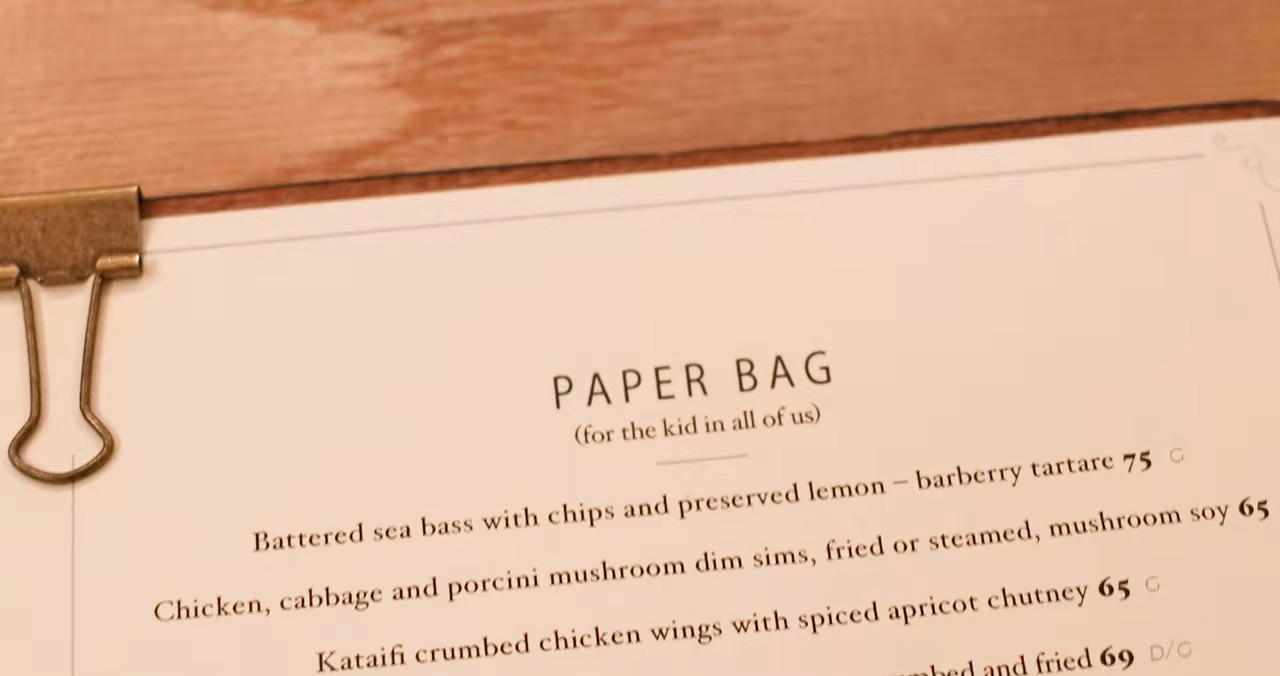 PAPER BAG
(for the kid in all of us)
Battered sea bass with chips and preserved lemon – barberry tartare 75 G
Chicken, cabbage and porcini mushroom dim sims, fried or steamed, mushroom soy 65
Kataifi crumbed chicken wings with spiced apricot chutney 65 G
and fried 69 D/G